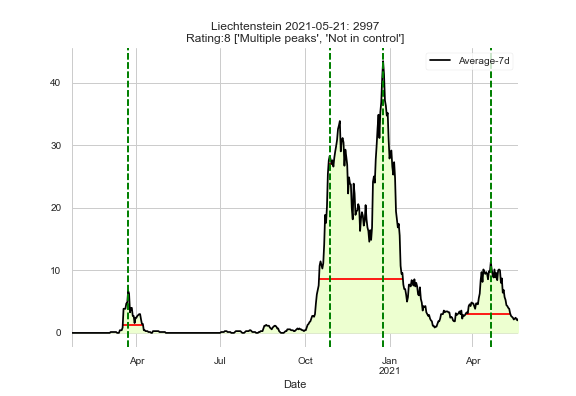 Liechtenstein 2021-05-21: 2997
Rating:8 ['Multiple peaks', 'Not in control']
Average-7d
40
30
20
10
0
Apr
Jul
Oct
Jan
2021
Apr
Date